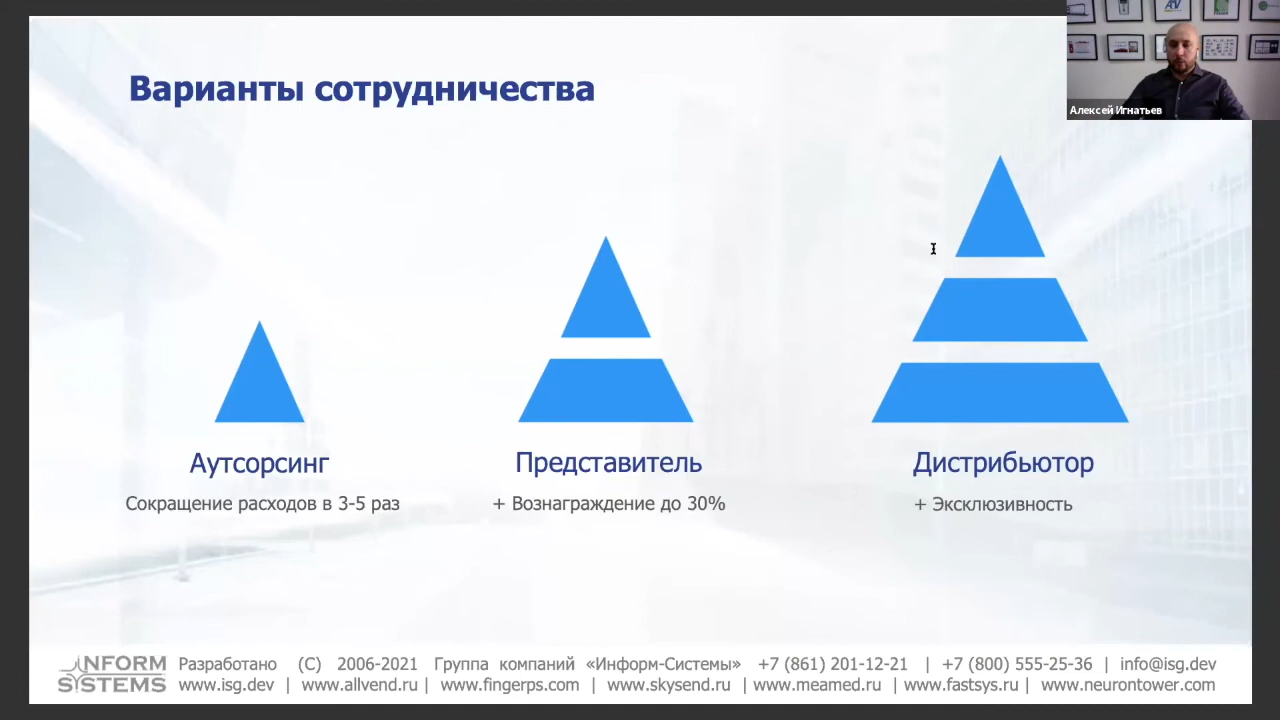 Варианты сотрудничества
Алексей Игнатьев
Аутсорсинг
Сокращение расходов в 3-5 раз
Представитель
+ Вознаграждение до 30%
Дистрибьютор
+ Эксклюзивность
INFORM
SYSTEMS
Разработано (С) 2006-2021 Группа компаний «Информ-Системы» +7 (861) 201-12-21 | +7 (800) 555-25-36 | info@isg.dev
www.isg.dev | www.allvend.ru | www.fingerps.com | www.skysend.ru | www.meamed.ru | www.fastsys.ru | www.neurontower.com